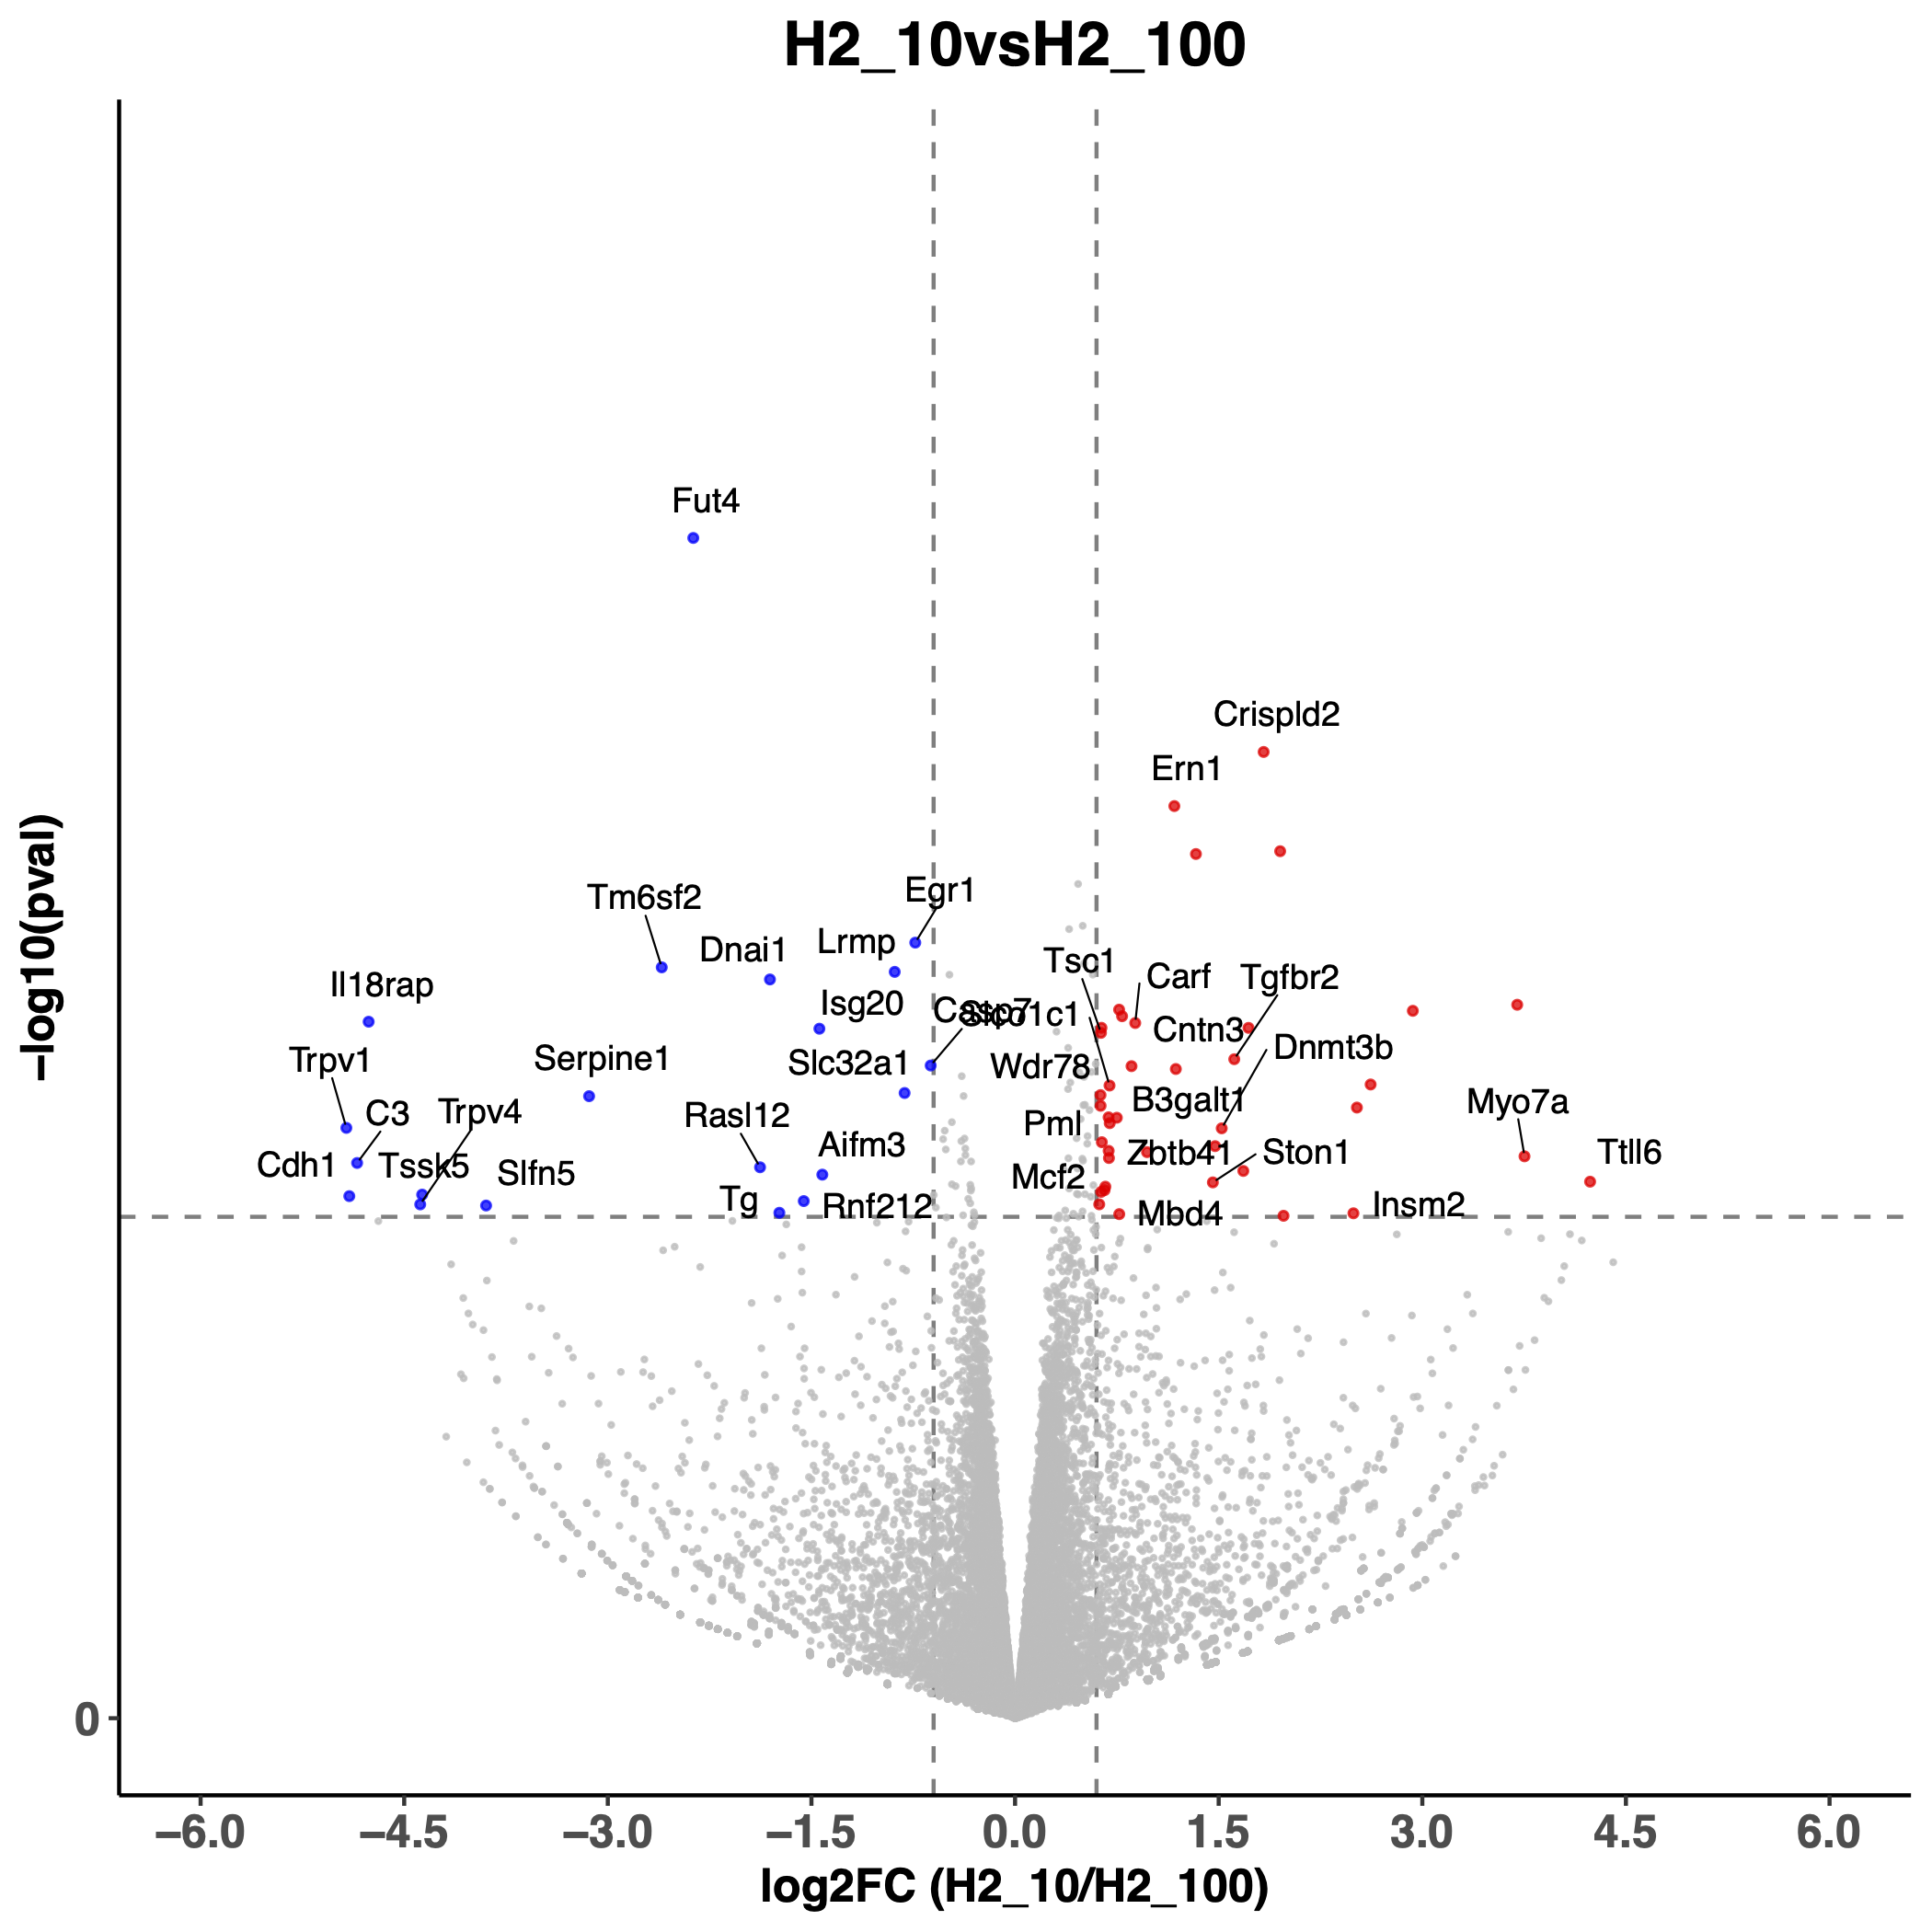 H2_10vsH2_100
Fut4
Crispld2
Ern1
Egr1
Tm6sf2
Lrmp
Dnai1
Tsc1
Carf
Tgfbr2
Il18rap
Isg20
Casp7
Slco1c1
Cntn3
Dnmt3b
Trpv1
Serpine1
Slc32a1
Wdr78
B3galt1
Myo7a
C3
Trpv4
Rasl12
Pml
Aifm3
Zbtb41
Ston1
Ttll6
Cdh1
Tssk5
Slfn5
Mcf2
Tg
Rnf212
Mbd4
Insm2
−log10(pval)
0
−6.0 −4.5 −3.0 −1.5 0.0 1.5 3.0 4.5 6.0
log2FC (H2_10/H2_100)